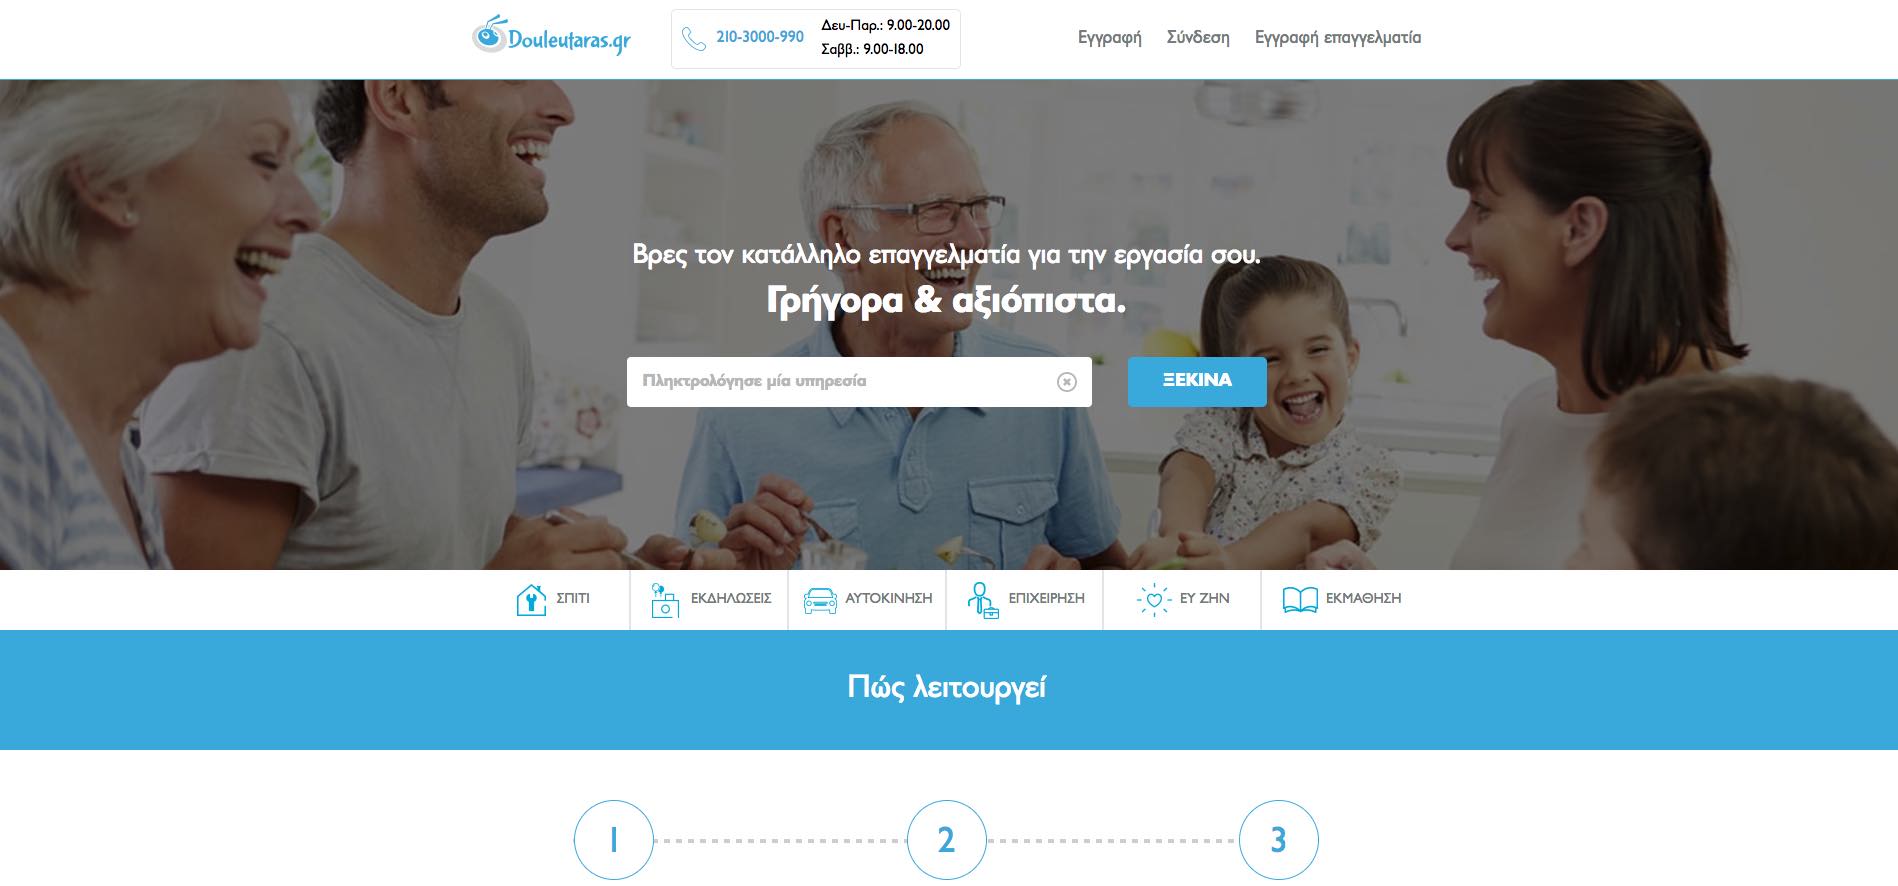 Douleutaras.gr
210-3000-990
Δευ-Παρ.: 9.00-20.00
Σαββ.: 9.00-18.00
Εγγραφή
Σύνδεση
Εγγραφή επαγγελματία
Βρες τον κατάλληλο επαγγελματία για την εργασία σου.
Γρήγορα & αξιόπιστα.
Πληκτρολόγησε μία υπηρεσία
ΞΕΚΙΝΑ
ΣΠΙΤΙ
ΕΚΔΗΛΩΣΕΙΣ
ΑΥΤΟΚΙΝΗΣΗ
ΕΠΙΧΕΙΡΗΣΗ
ΕΥ ΖΗΝ
ΕΚΜΑΘΗΣΗ
Πώς λειτουργεί
1
2
3